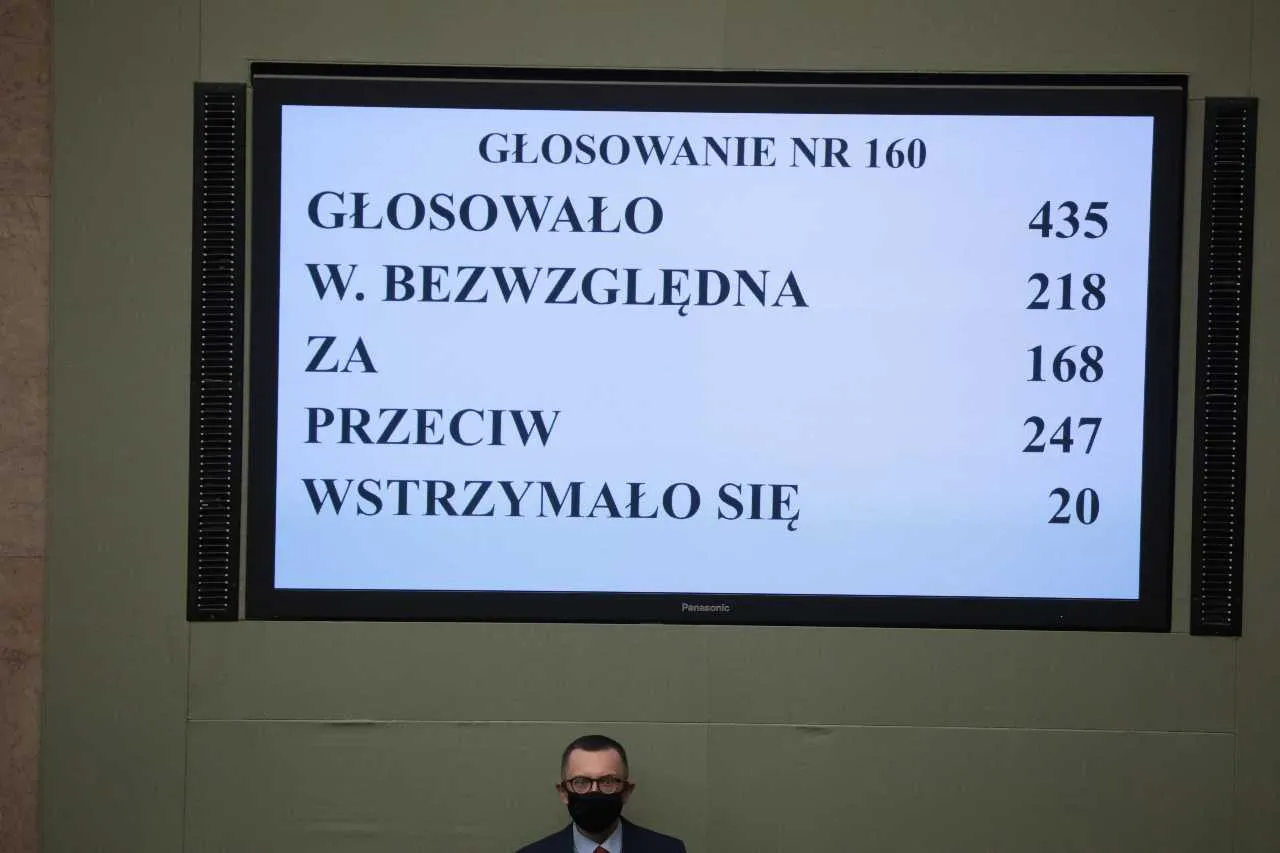 GŁOSOWANIE NR 160
GŁOSOWAŁO 435
W. BEZWZGLĘDNA 218
ZA 168
PRZECIW 247
WSTRZYMAŁO SIĘ 20
Panasonic